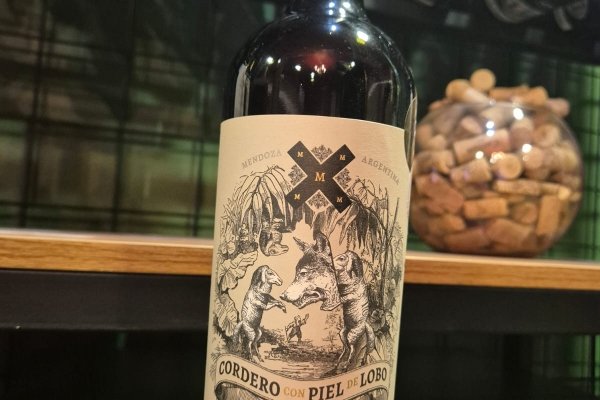 MENDOZA
ARGENTINA
M M
M
M M
CORDERO CON PIEL DE LOBO